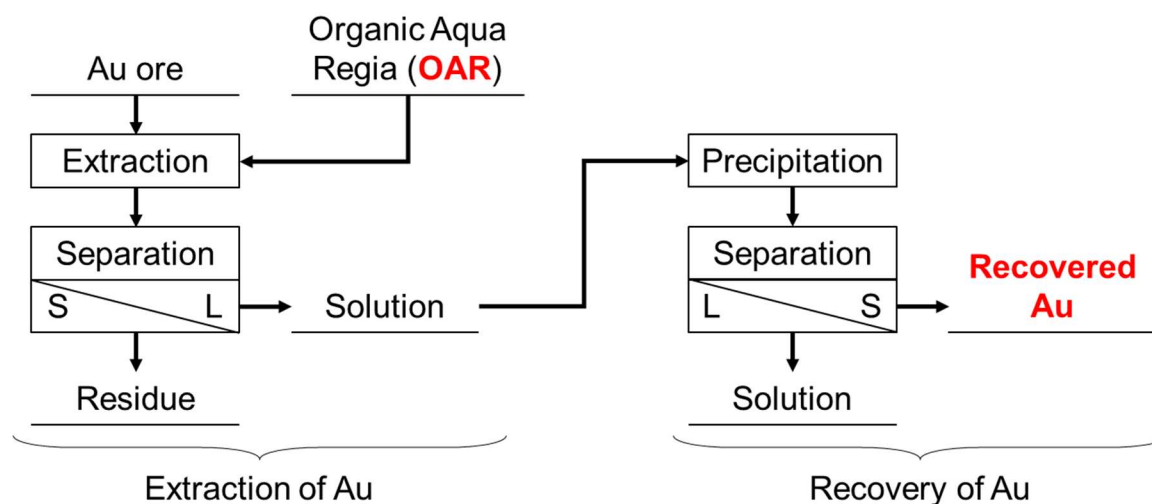 Au ore
Organic Aqua
Regia (OAR)
Extraction
Separation
S
L
Solution
Residue
Extraction of Au
Precipitation
Separation
L
S
Recovered
Au
Solution
Recovery of Au